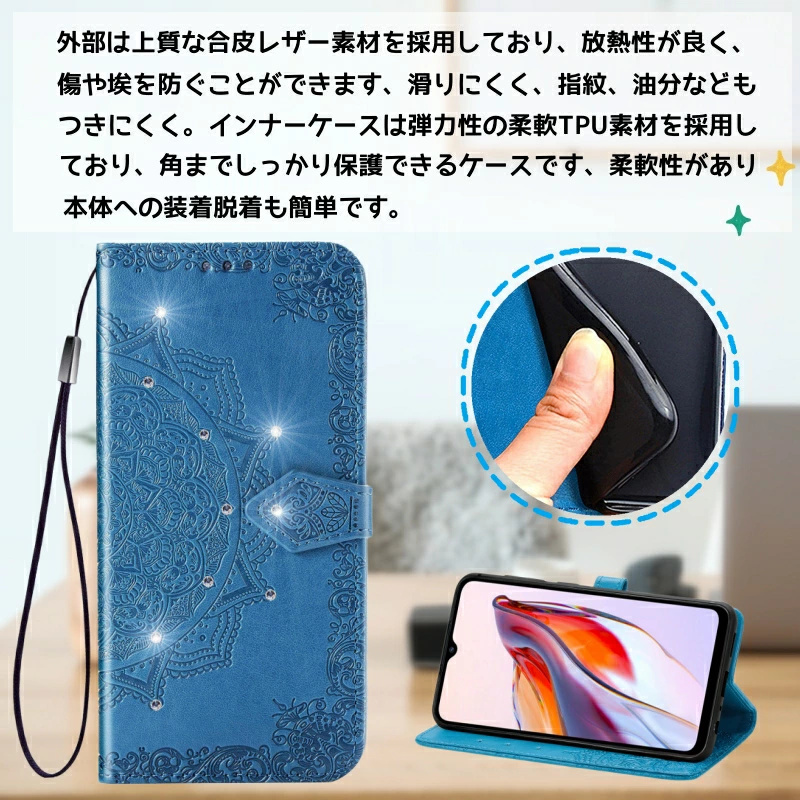 外部は上質な合皮レザー素材を採用しており、放熱性が良く、
傷や埃を防ぐことができます、滑りにくく、指紋、油分なども
つきにくく。インナーケースは弾力性の柔軟TPU素材を採用し
ており、角までしっかり保護できるケースです、柔軟性があり
本体への装着脱着も簡単です。